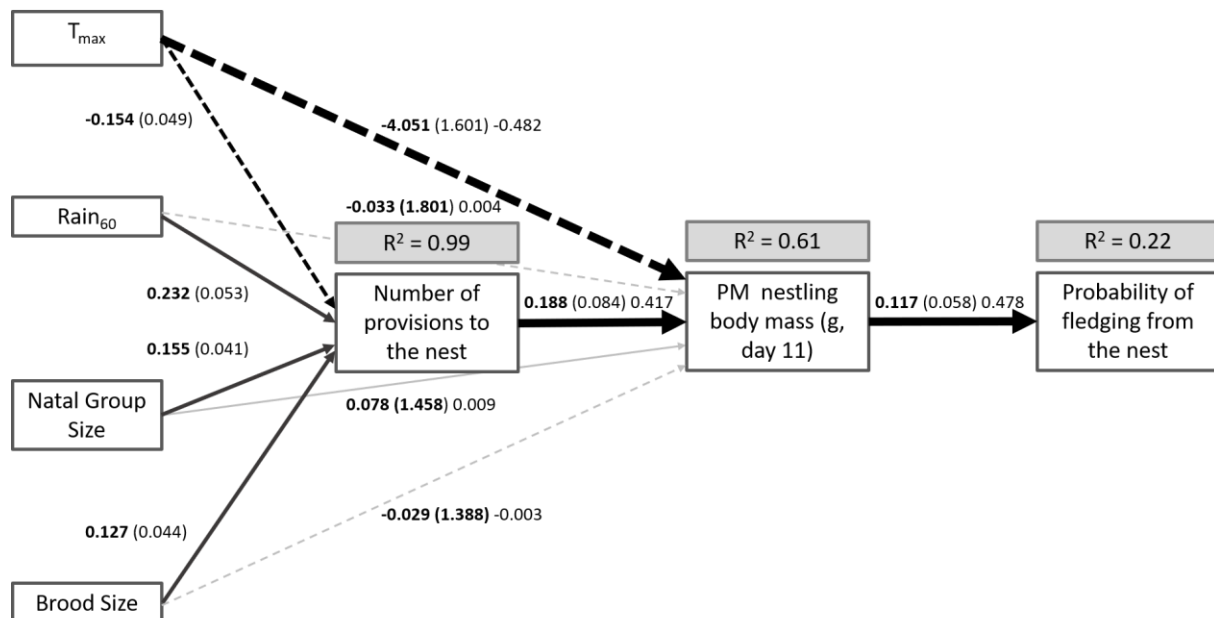 Tmax
-0.154 (0.049)
-4.051 (1.601) -0.482
Rain60
-0.033 (1.801) 0.004
R2 = 0.99
R2 = 0.61
R2 = 0.22
0.232 (0.053)
Number of
provisions to
the nest
0.188 (0.084) 0.417
PM nestling
body mass (g,
day 11)
0.117 (0.058) 0.478
Probability of
fledging from
the nest
0.155 (0.041)
Natal Group
Size
0.078 (1.458) 0.009
0.127 (0.044)
-0.029 (1.388) -0.003
Brood Size